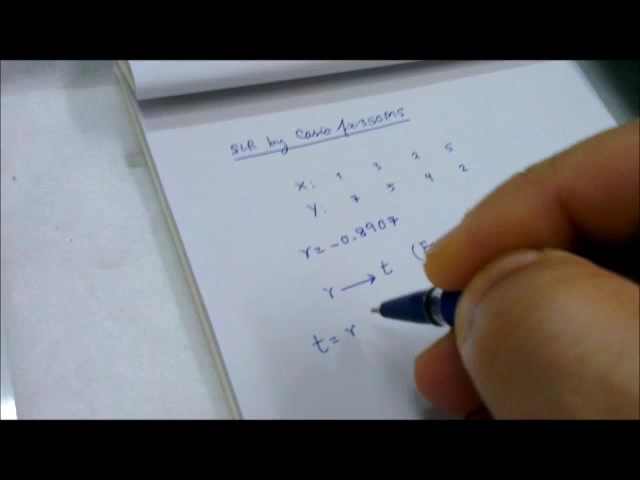 SLR by Casio fx350MS
X: 1 3 2 5
Y: 7 5 4 2
r = -0.8907
r → t
t = r